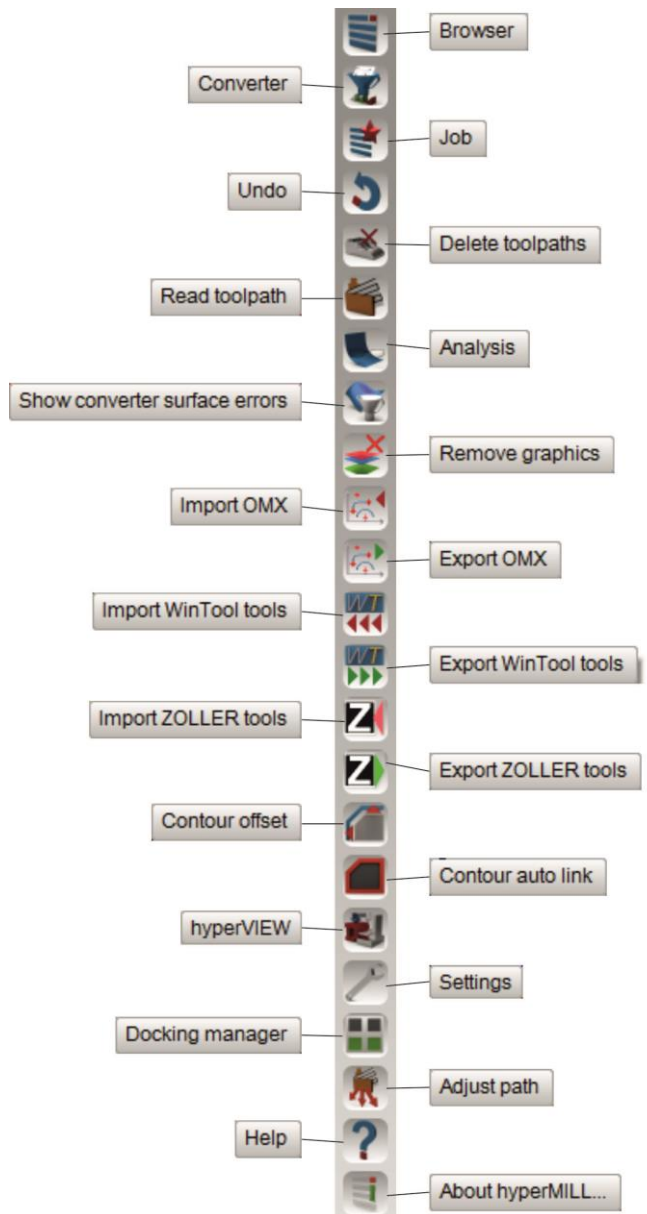 Browser
Converter
Job
Undo
Delete toolpaths
Read toolpath
Analysis
Show converter surface errors
Remove graphics
Import OMX
Export OMX
Import WinTool tools
WT
Export WinTool tools
WT
Import ZOLLER tools
Z
Export ZOLLER tools
Z
Contour offset
Contour auto link
hyperVIEW
Settings
Docking manager
Adjust path
Help
?
About hyperMILL...
i